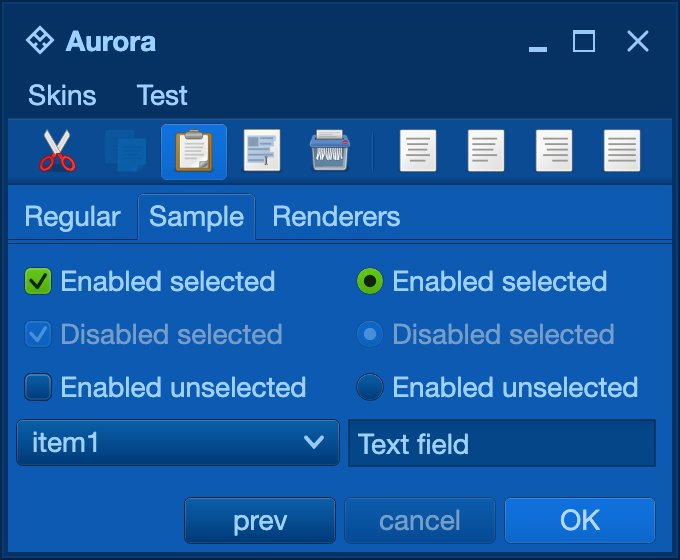 Aurora
Skins Test
Regular Sample Renderers
Enabled selected Enabled selected
Disabled selected Disabled selected
Enabled unselected Enabled unselected
item1 Text field
prev cancel OK